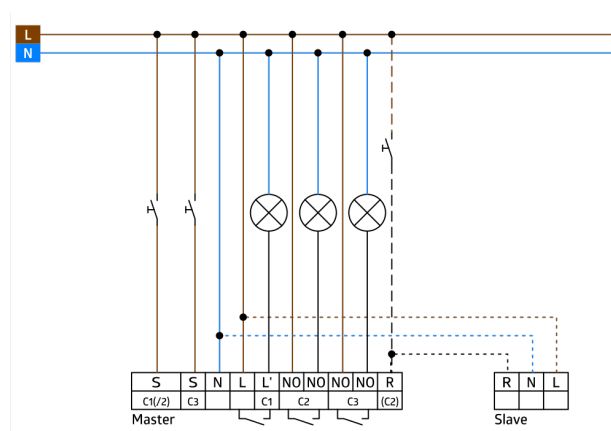 L
N
S S N L L' NO NO NO NO R
C1(/2) C3 C1 C2 C3 (C2)
Master
R N L
Slave